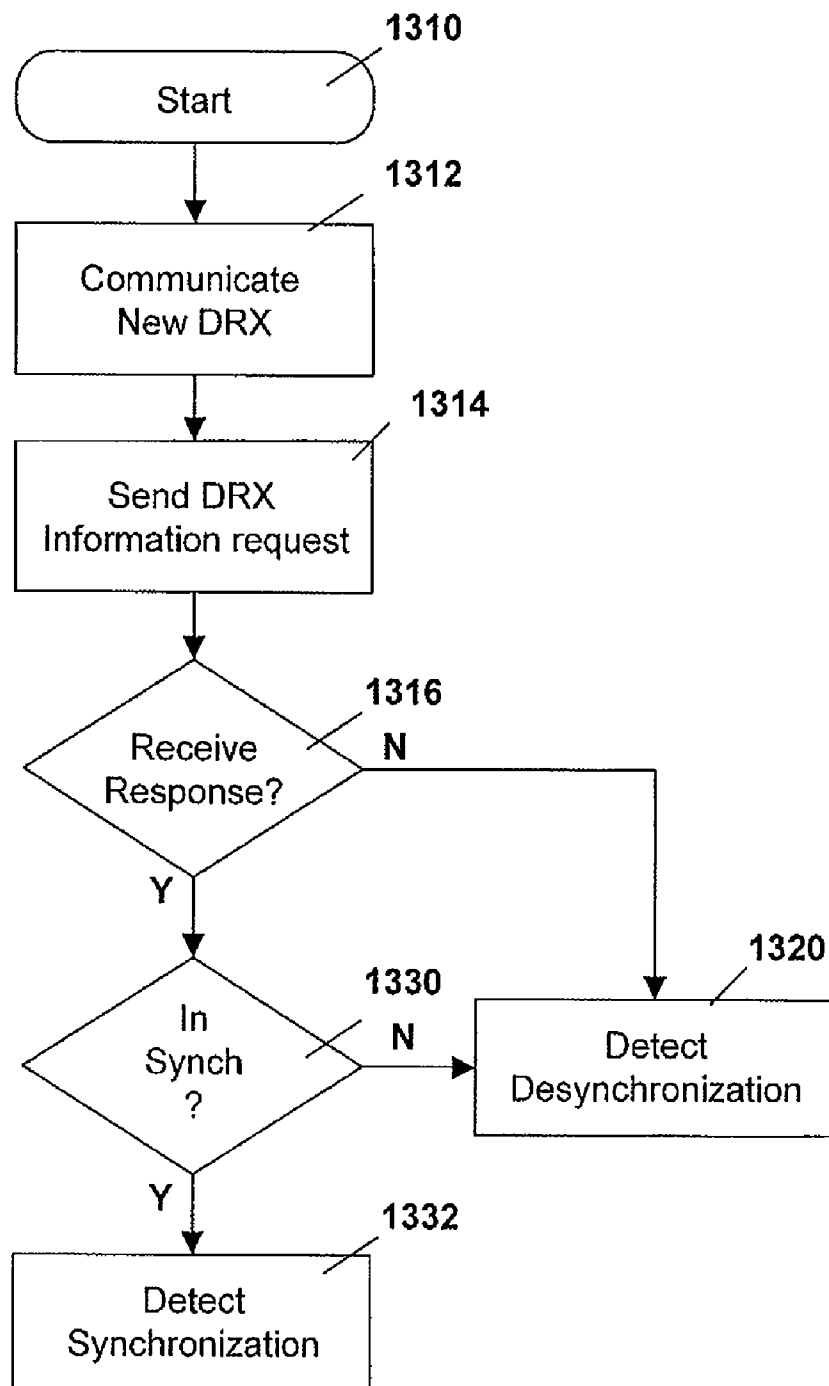 1310
Start
1312
Communicate
New DRX
1314
Send DRX
Information request
1316
Receive
Response?
N
Y
1330
In
Synch
?
N
1320
Detect
Desynchronization
Y
1332
Detect
Synchronization